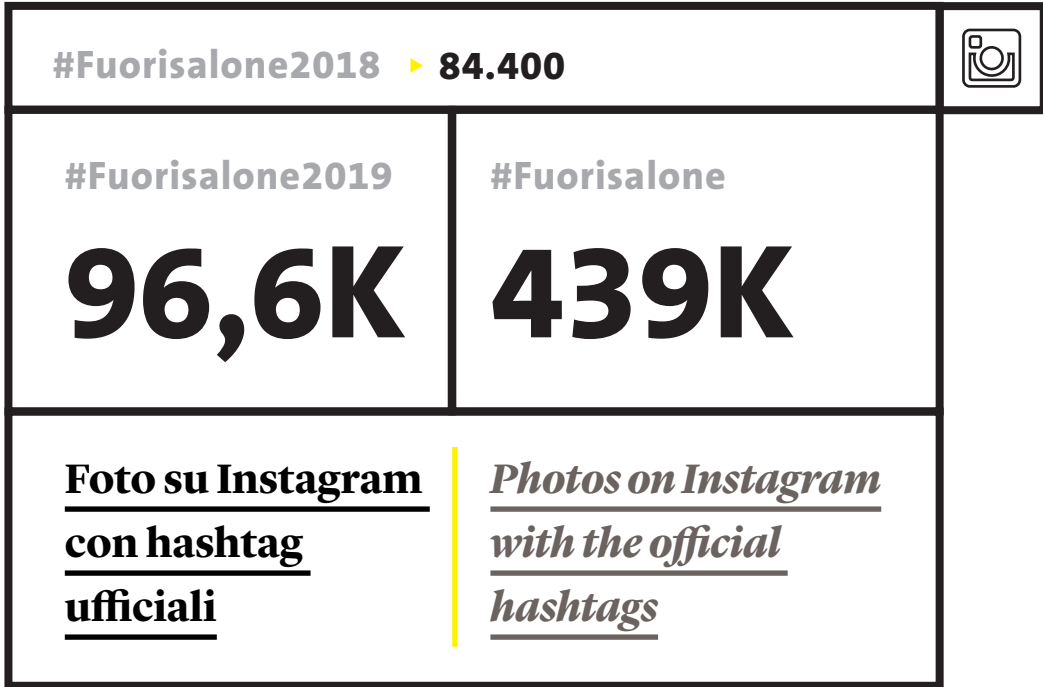 #Fuorisalone2018 ▸ 84.400
#Fuorisalone2019
96,6K
#Fuorisalone
439K
Foto su Instagram
con hashtag
ufficiali
Photos on Instagram
with the official
hashtags